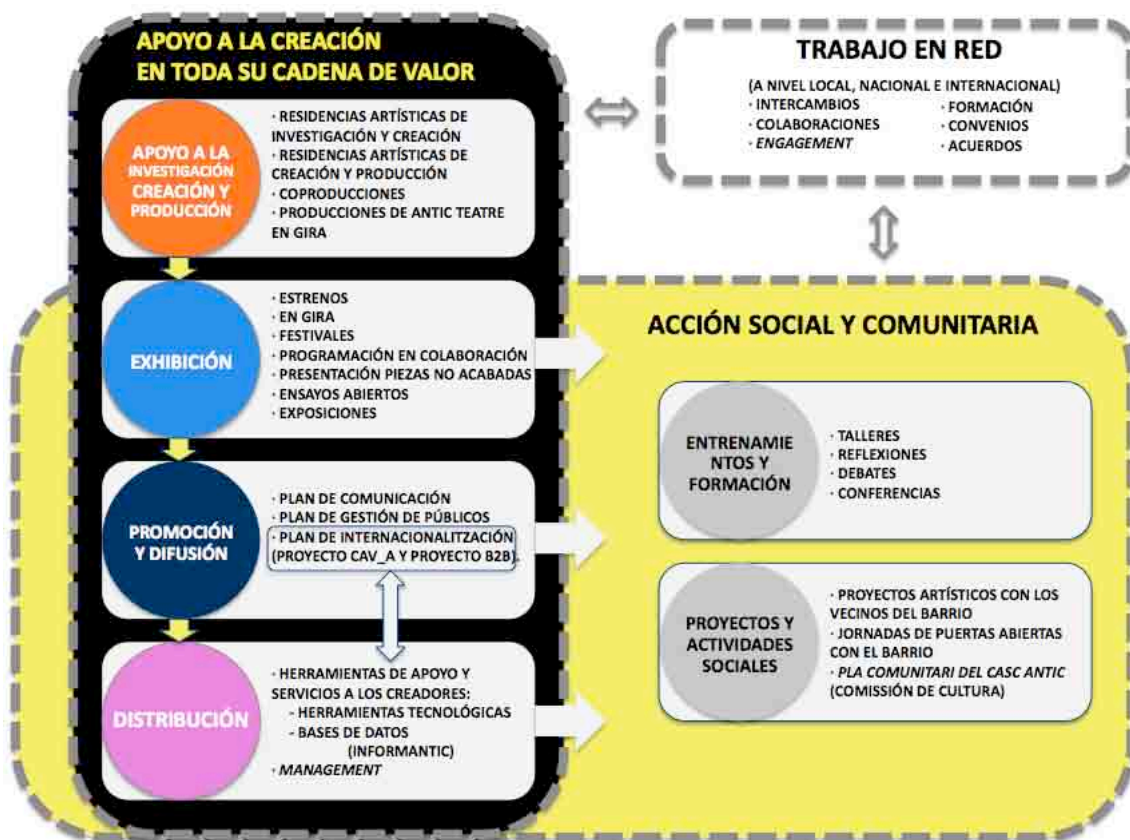 APOYO A LA CREACIÓN
EN TODA SU CADENA DE VALOR
APOYO A LA
INVESTIGACIÓN
CREACIÓN Y
PRODUCCIÓN
· RESIDENCIAS ARTÍSTICAS DE
INVESTIGACIÓN Y CREACIÓN
· RESIDENCIAS ARTÍSTICAS DE
CREACIÓN Y PRODUCCIÓN
· COPRODUCCIONES
· PRODUCCIONES DE ANTIC TEATRE
EN GIRA
EXHIBICIÓN
· ESTRENOS
· EN GIRA
· FESTIVALES
· PROGRAMACIÓN EN COLABORACIÓN
· PRESENTACIÓN PIEZAS NO ACABADAS
· ENSAYOS ABIERTOS
· EXPOSICIONES
PROMOCIÓN
Y DIFUSIÓN
· PLAN DE COMUNICACIÓN
· PLAN DE GESTIÓN DE PÚBLICOS
· PLAN DE INTERNACIONALITZACIÓN
(PROYECTO CAV_A Y PROYECTO B2B).
DISTRIBUCIÓN
· HERRAMIENTAS DE APOYO Y
SERVICIOS A LOS CREADORES:
- HERRAMIENTAS TECNOLÓGICAS
- BASES DE DATOS
(INFORMANTIC)
· MANAGEMENT
TRABAJO EN RED
(A NIVEL LOCAL, NACIONAL E INTERNACIONAL)
· INTERCAMBIOS
· COLABORACIONES
· ENGAGEMENT
· FORMACIÓN
· CONVENIOS
· ACUERDOS
ACCIÓN SOCIAL Y COMUNITARIA
ENTRENAMIE
NTOS Y
FORMACIÓN
· TALLERES
· REFLEXIONES
· DEBATES
· CONFERENCIAS
PROYECTOS Y
ACTIVIDADES
SOCIALES
· PROYECTOS ARTÍSTICOS CON LOS
VECINOS DEL BARRIO
· JORNADAS DE PUERTAS ABIERTAS
CON EL BARRIO
· PLA COMUNITARI DEL CASC ANTIC
(COMISIÓN DE CULTURA)